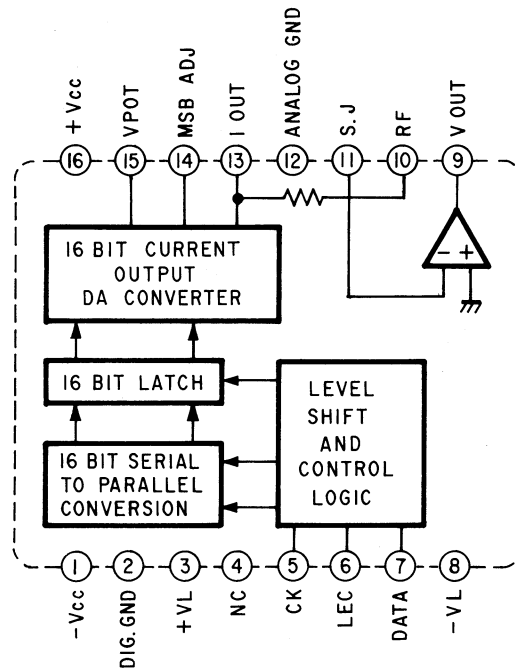 +Vcc
VPOT
MSB ADJ
I OUT
ANALOG GND
S.J
RF
V OUT
16
15
14
13
12
11
10
9
16 BIT CURRENT
OUTPUT
DA CONVERTER
- +
16 BIT LATCH
LEVEL
SHIFT
AND
CONTROL
LOGIC
16 BIT SERIAL
TO PARALLEL
CONVERSION
1
2
3
4
5
6
7
8
-Vcc
DIG.GND
+VL
NC
CK
LEC
DATA
-VL